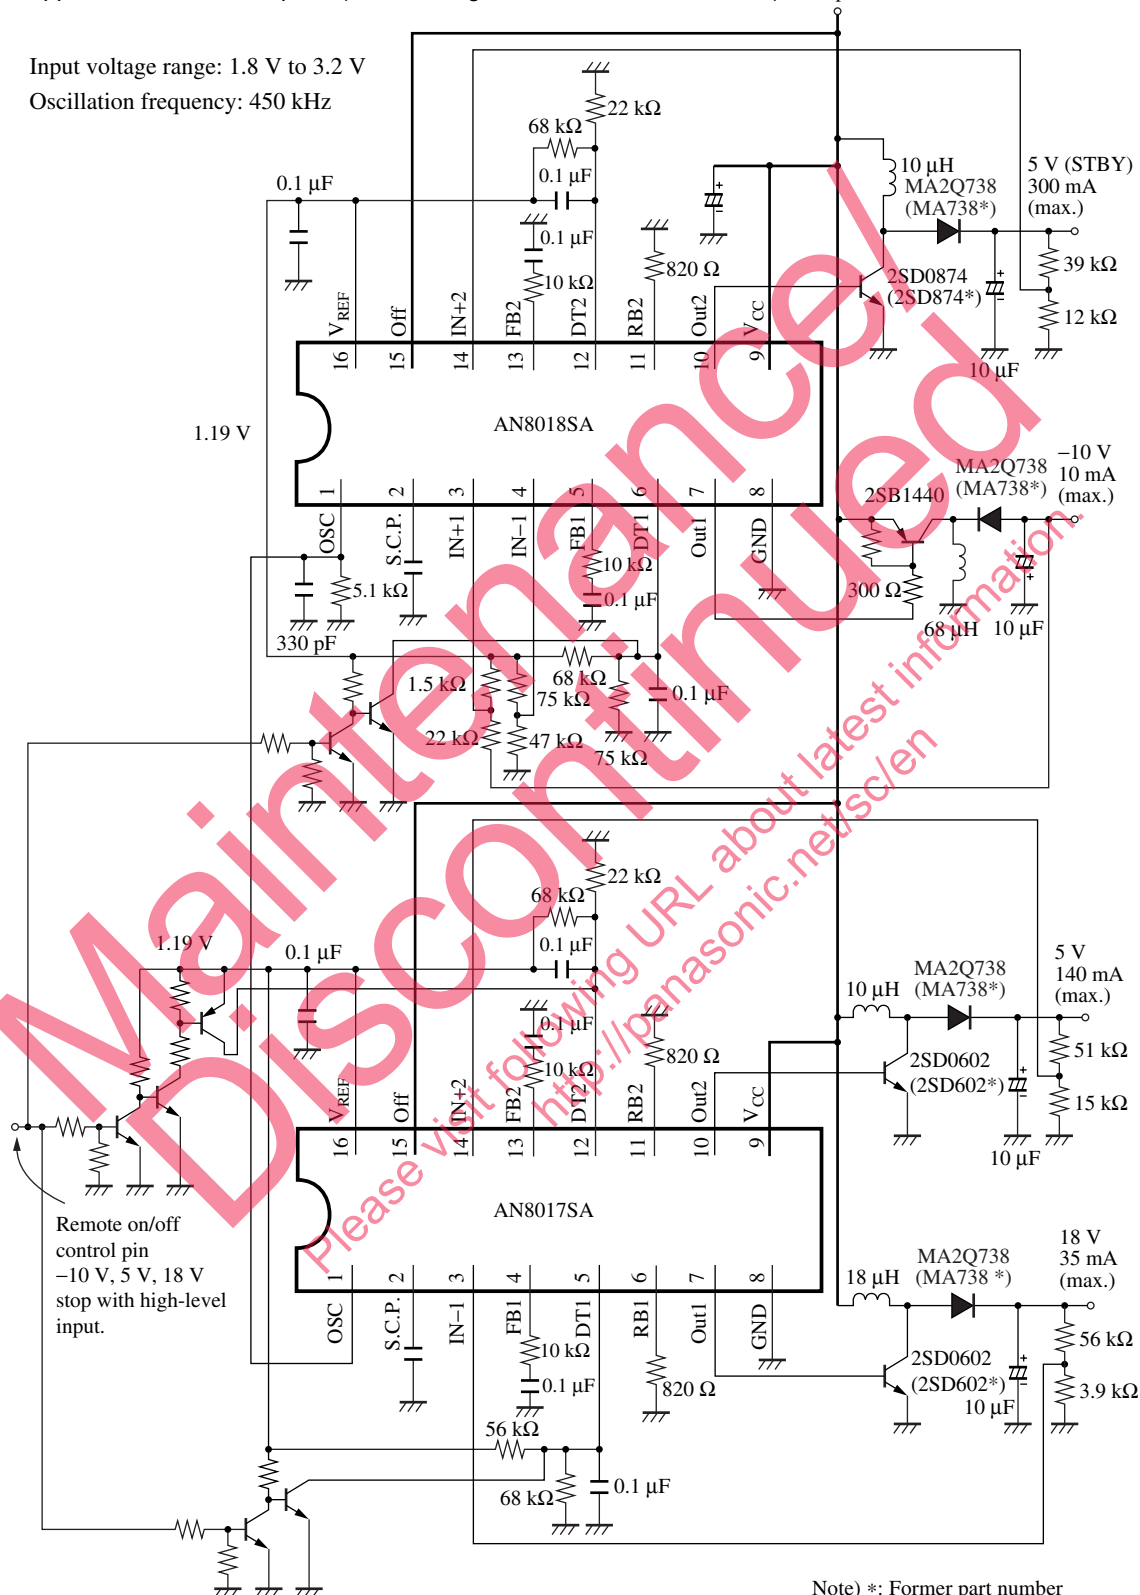 Input voltage range: 1.8 V to 3.2 V
Oscillation frequency: 450 kHz
22 kΩ
68 kΩ
0.1 µF
0.1 µF
0.1 µF
10 kΩ
820 Ω
10 µH
MA2Q738
(MA738*)
5 V (STBY)
300 mA
(max.)
2SD0874
(2SD874*)
39 kΩ
12 kΩ
10 µF
VREF
Off
IN+2
FB2
DT2
RB2
Out2
VCC
16
15
14
13
12
11
10
9
AN8018SA
1.19 V
1
2
3
4
5
6
7
8
OSC
S.C.P.
IN+1
IN−1
FB1
DT1
Out1
GND
MA2Q738
(MA738*)
−10 V
10 mA
(max.)
2SB1440
300 Ω
68 µH
10 µF
5.1 kΩ
330 pF
10 kΩ
0.1 µF
1.5 kΩ
68 kΩ
75 kΩ
0.1 µF
22 kΩ
47 kΩ
75 kΩ
22 kΩ
68 kΩ
0.1 µF
1.19 V
0.1 µF
0.1 µF
10 kΩ
820 Ω
10 µH
MA2Q738
(MA738*)
5 V
140 mA
(max.)
2SD0602
(2SD602*)
51 kΩ
15 kΩ
10 µF
VREF
Off
IN+2
FB2
DT2
RB2
Out2
VCC
16
15
14
13
12
11
10
9
AN8017SA
Remote on/off
control pin
−10 V, 5 V, 18 V
stop with high-level
input.
1
2
3
4
5
6
7
8
OSC
S.C.P.
IN−1
FB1
DT1
RB1
Out1
GND
18 µH
MA2Q738
(MA738 *)
18 V
35 mA
(max.)
2SD0602
(2SD602*)
10 µF
56 kΩ
3.9 kΩ
10 kΩ
0.1 µF
820 Ω
56 kΩ
68 kΩ
0.1 µF
Note) *: Former part number
Maintenance/
Discontinued
Please visit following URL about latest information.
http://panasonic.net/sc/en